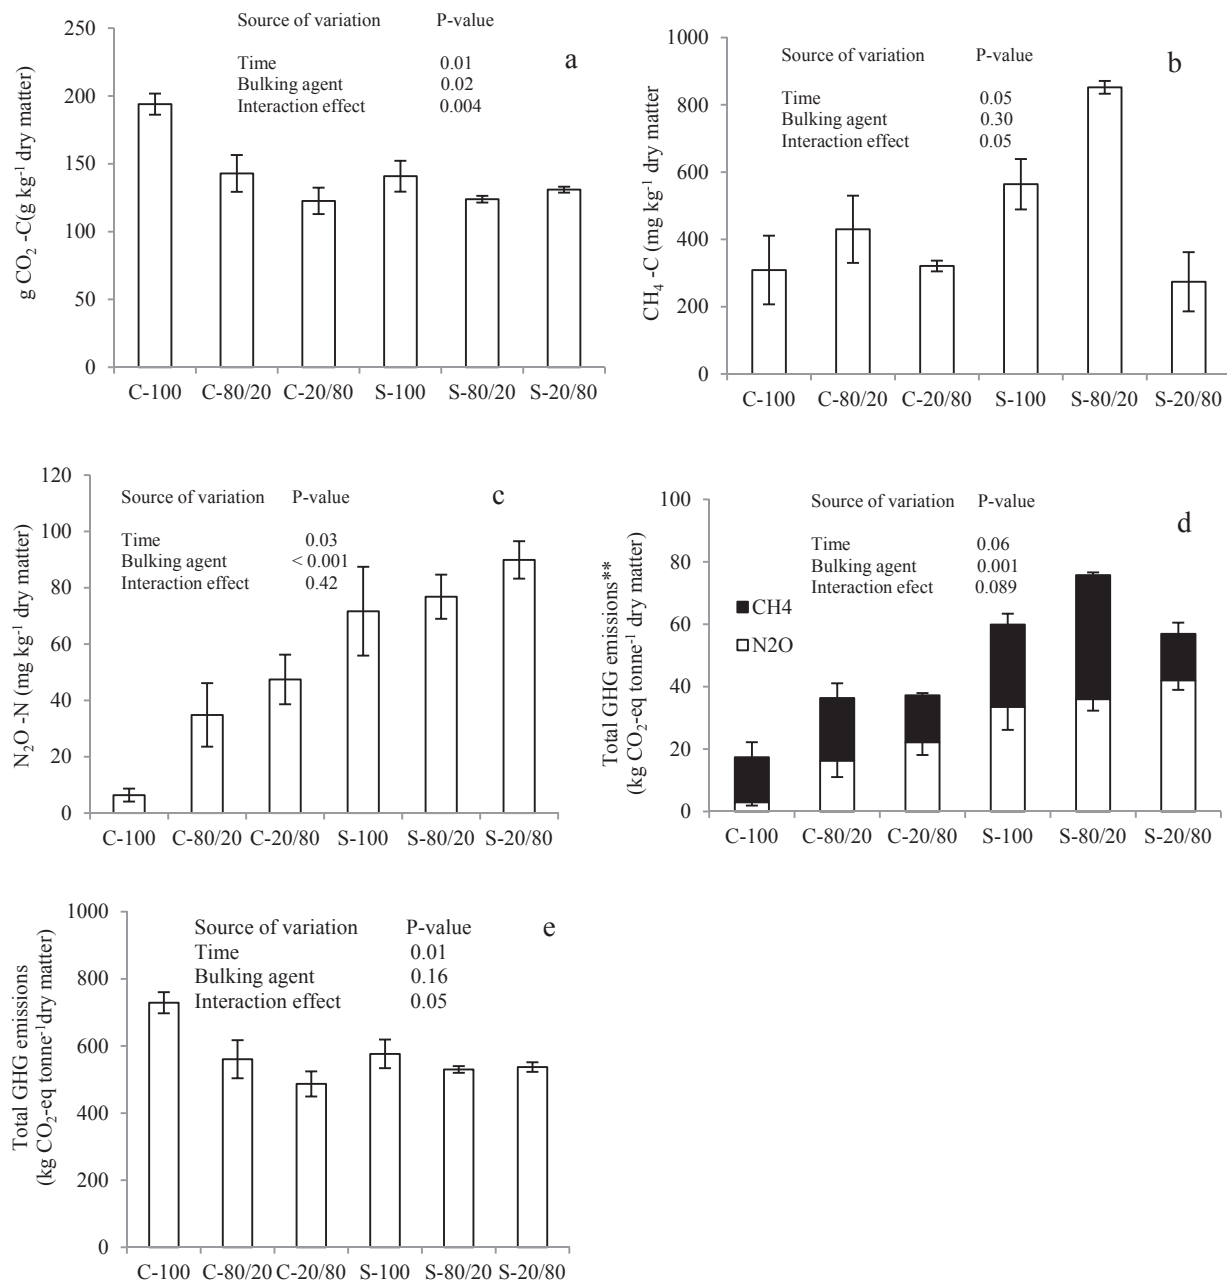 Source of variation P-value
a
Time 0.01
Bulking agent 0.02
Interaction effect 0.004
g CO2 -C(g kg-1 dry matter)
250
200
150
100
50
0
C-100 C-80/20 C-20/80 S-100 S-80/20 S-20/80
Source of variation P-value
b
Time 0.05
Bulking agent 0.30
Interaction effect 0.05
CH4 -C (mg kg-1 dry matter)
1000
800
600
400
200
0
C-100 C-80/20 C-20/80 S-100 S-80/20 S-20/80
Source of variation P-value
c
Time 0.03
Bulking agent < 0.001
Interaction effect 0.42
N2O -N (mg kg-1 dry matter)
120
100
80
60
40
20
0
C-100 C-80/20 C-20/80 S-100 S-80/20 S-20/80
Source of variation P-value
d
Time 0.06
Bulking agent 0.001
Interaction efect 0.089
CH4
N2O
Total GHG emissions**
(kg CO2-eq tonne-1 dry matter)
100
80
60
40
20
0
C-100 C-80/20 C-20/80 S-100 S-80/20 S-20/80
Source of variation P-value
e
Time 0.01
Bulking agent 0.16
Interaction effect 0.05
Total GHG emissions
(kg CO2-eq tonne-1dry matter)
1000
800
600
400
200
0
C-100 C-80/20 C-20/80 S-100 S-80/20 S-20/80